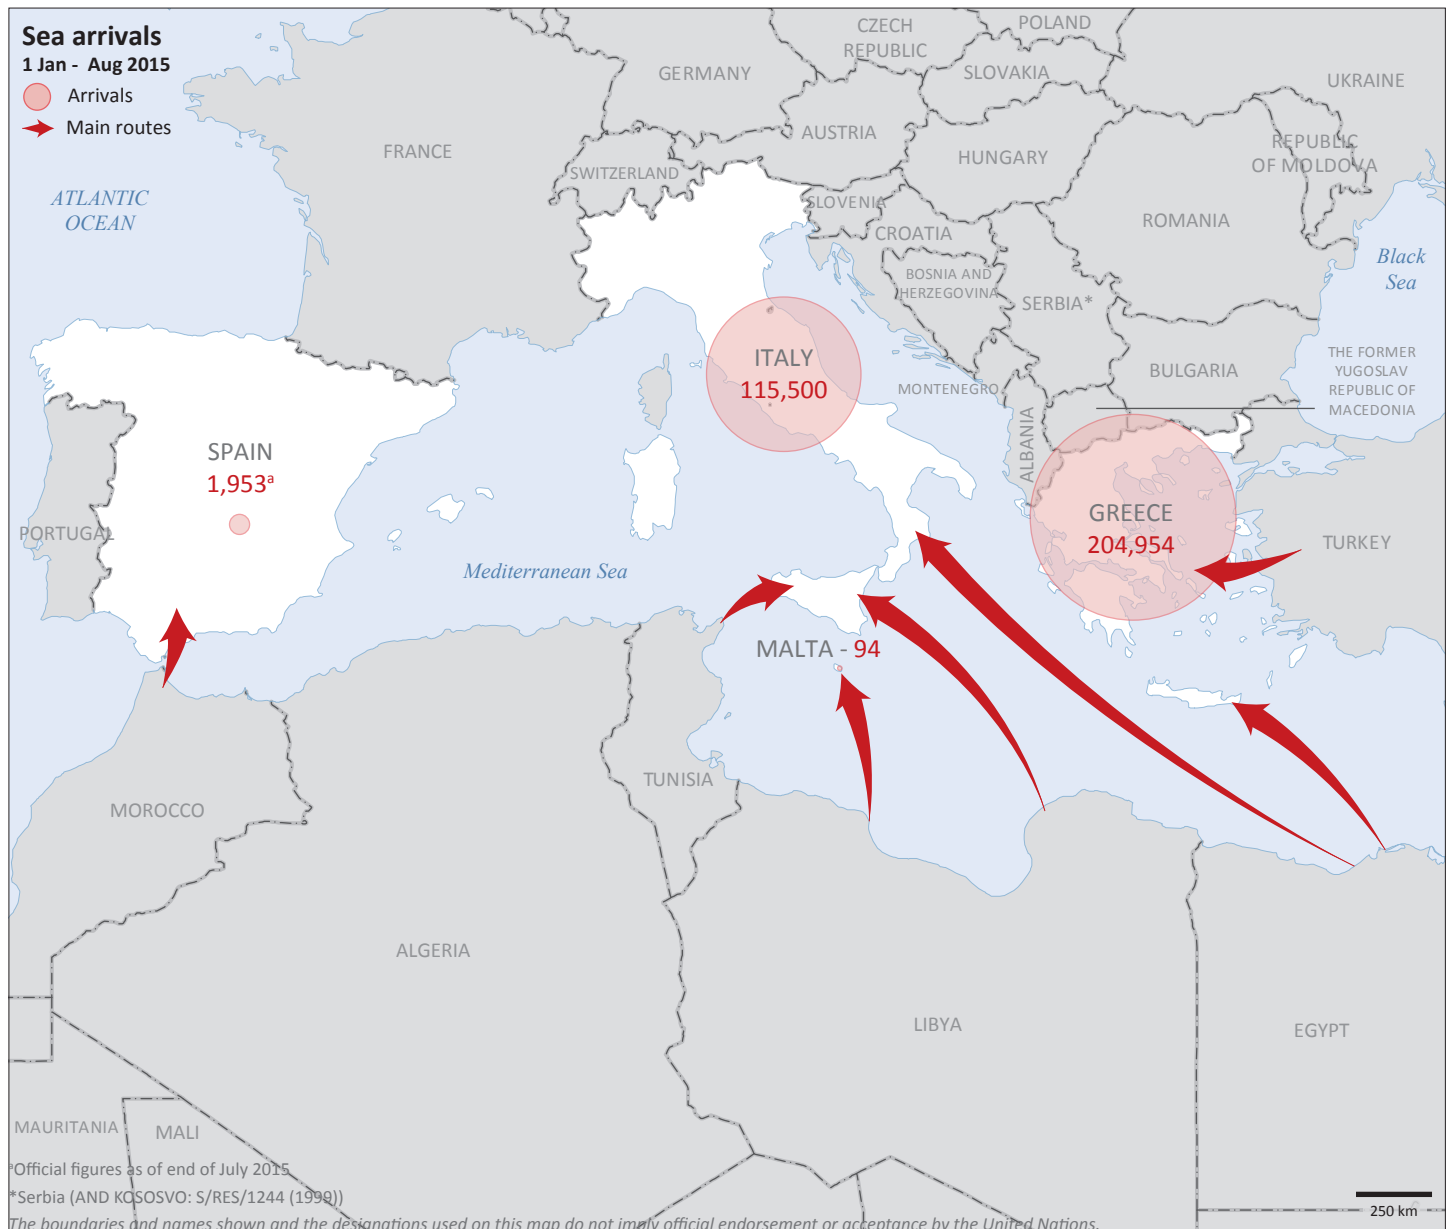 Sea arrivals
1 Jan - Aug 2015
Arrivals
Main routes
CZECH
REPUBLIC
POLAND
GERMANY
SLOVAKIA
UKRAINE
FRANCE
AUSTRIA
HUNGARY
REPUBLIC
OF MOLDOVA
SWITZERLAND
ATLANTIC
OCEAN
SLOVENIA
CROATIA
ROMANIA
Black
Sea
BOSNIA AND
HERZEGOVINA
SERBIA*
ITALY
115,500
MONTENEGRO
BULGARIA
THE FORMER
YUGOSLAV
REPUBLIC OF
MACEDONIA
ALBANIA
SPAIN
1,953ᵃ
PORTUGAL
GREECE
204,954
TURKEY
Mediterranean Sea
MALTA - 94
TUNISIA
MOROCCO
ALGERIA
LIBYA
EGYPT
MAURITANIA
MALI
ᵃOfficial figures as of end of July 2015
*Serbia (AND KOSOSVO: S/RES/1244 (1999))
The boundaries and names shown and the designations used on this map do not imply official endorsement or acceptance by the United Nations.
250 km